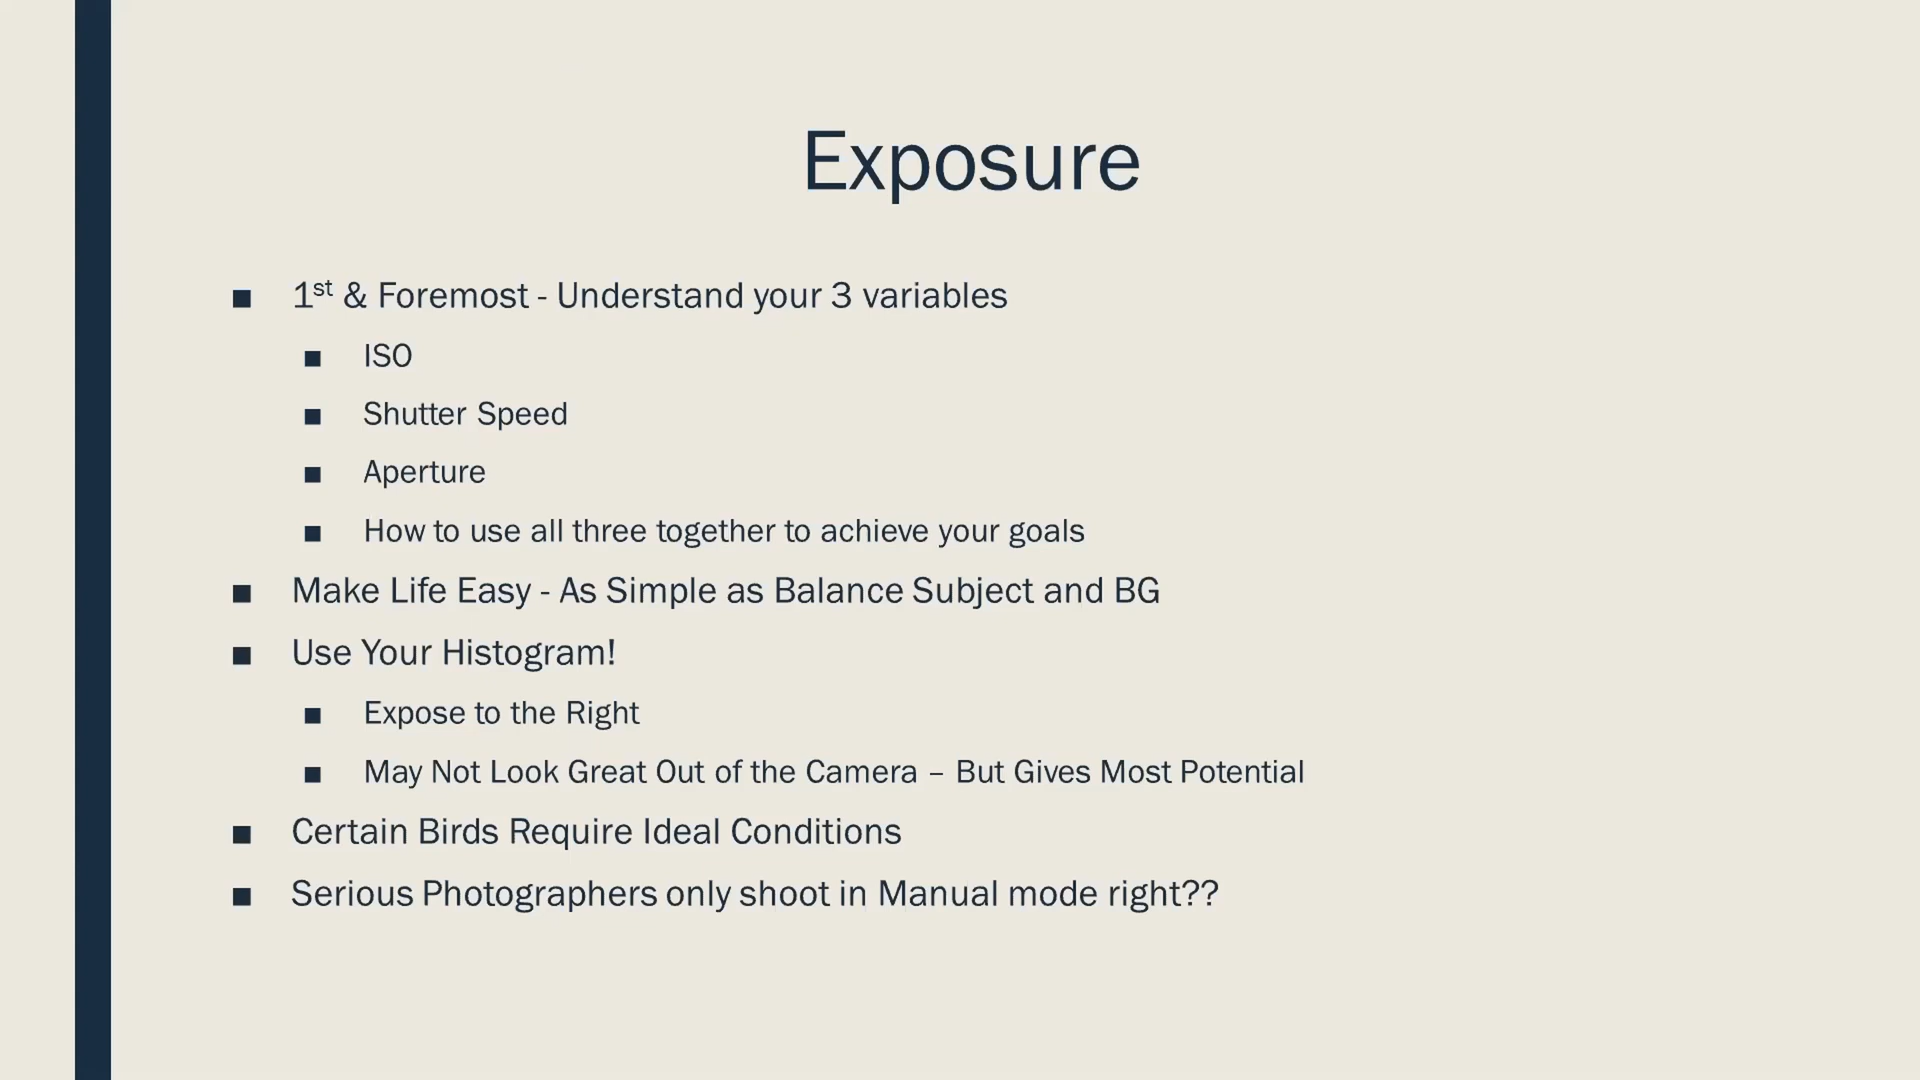 Exposure
■ 1st & Foremost - Understand your 3 variables
■ ISO
■ Shutter Speed
■ Aperture
■ How to use all three together to achieve your goals
■ Make Life Easy - As Simple as Balance Subject and BG
■ Use Your Histogram!
■ Expose to the Right
■ May Not Look Great Out of the Camera – But Gives Most Potential
■ Certain Birds Require Ideal Conditions
■ Serious Photographers only shoot in Manual mode right??